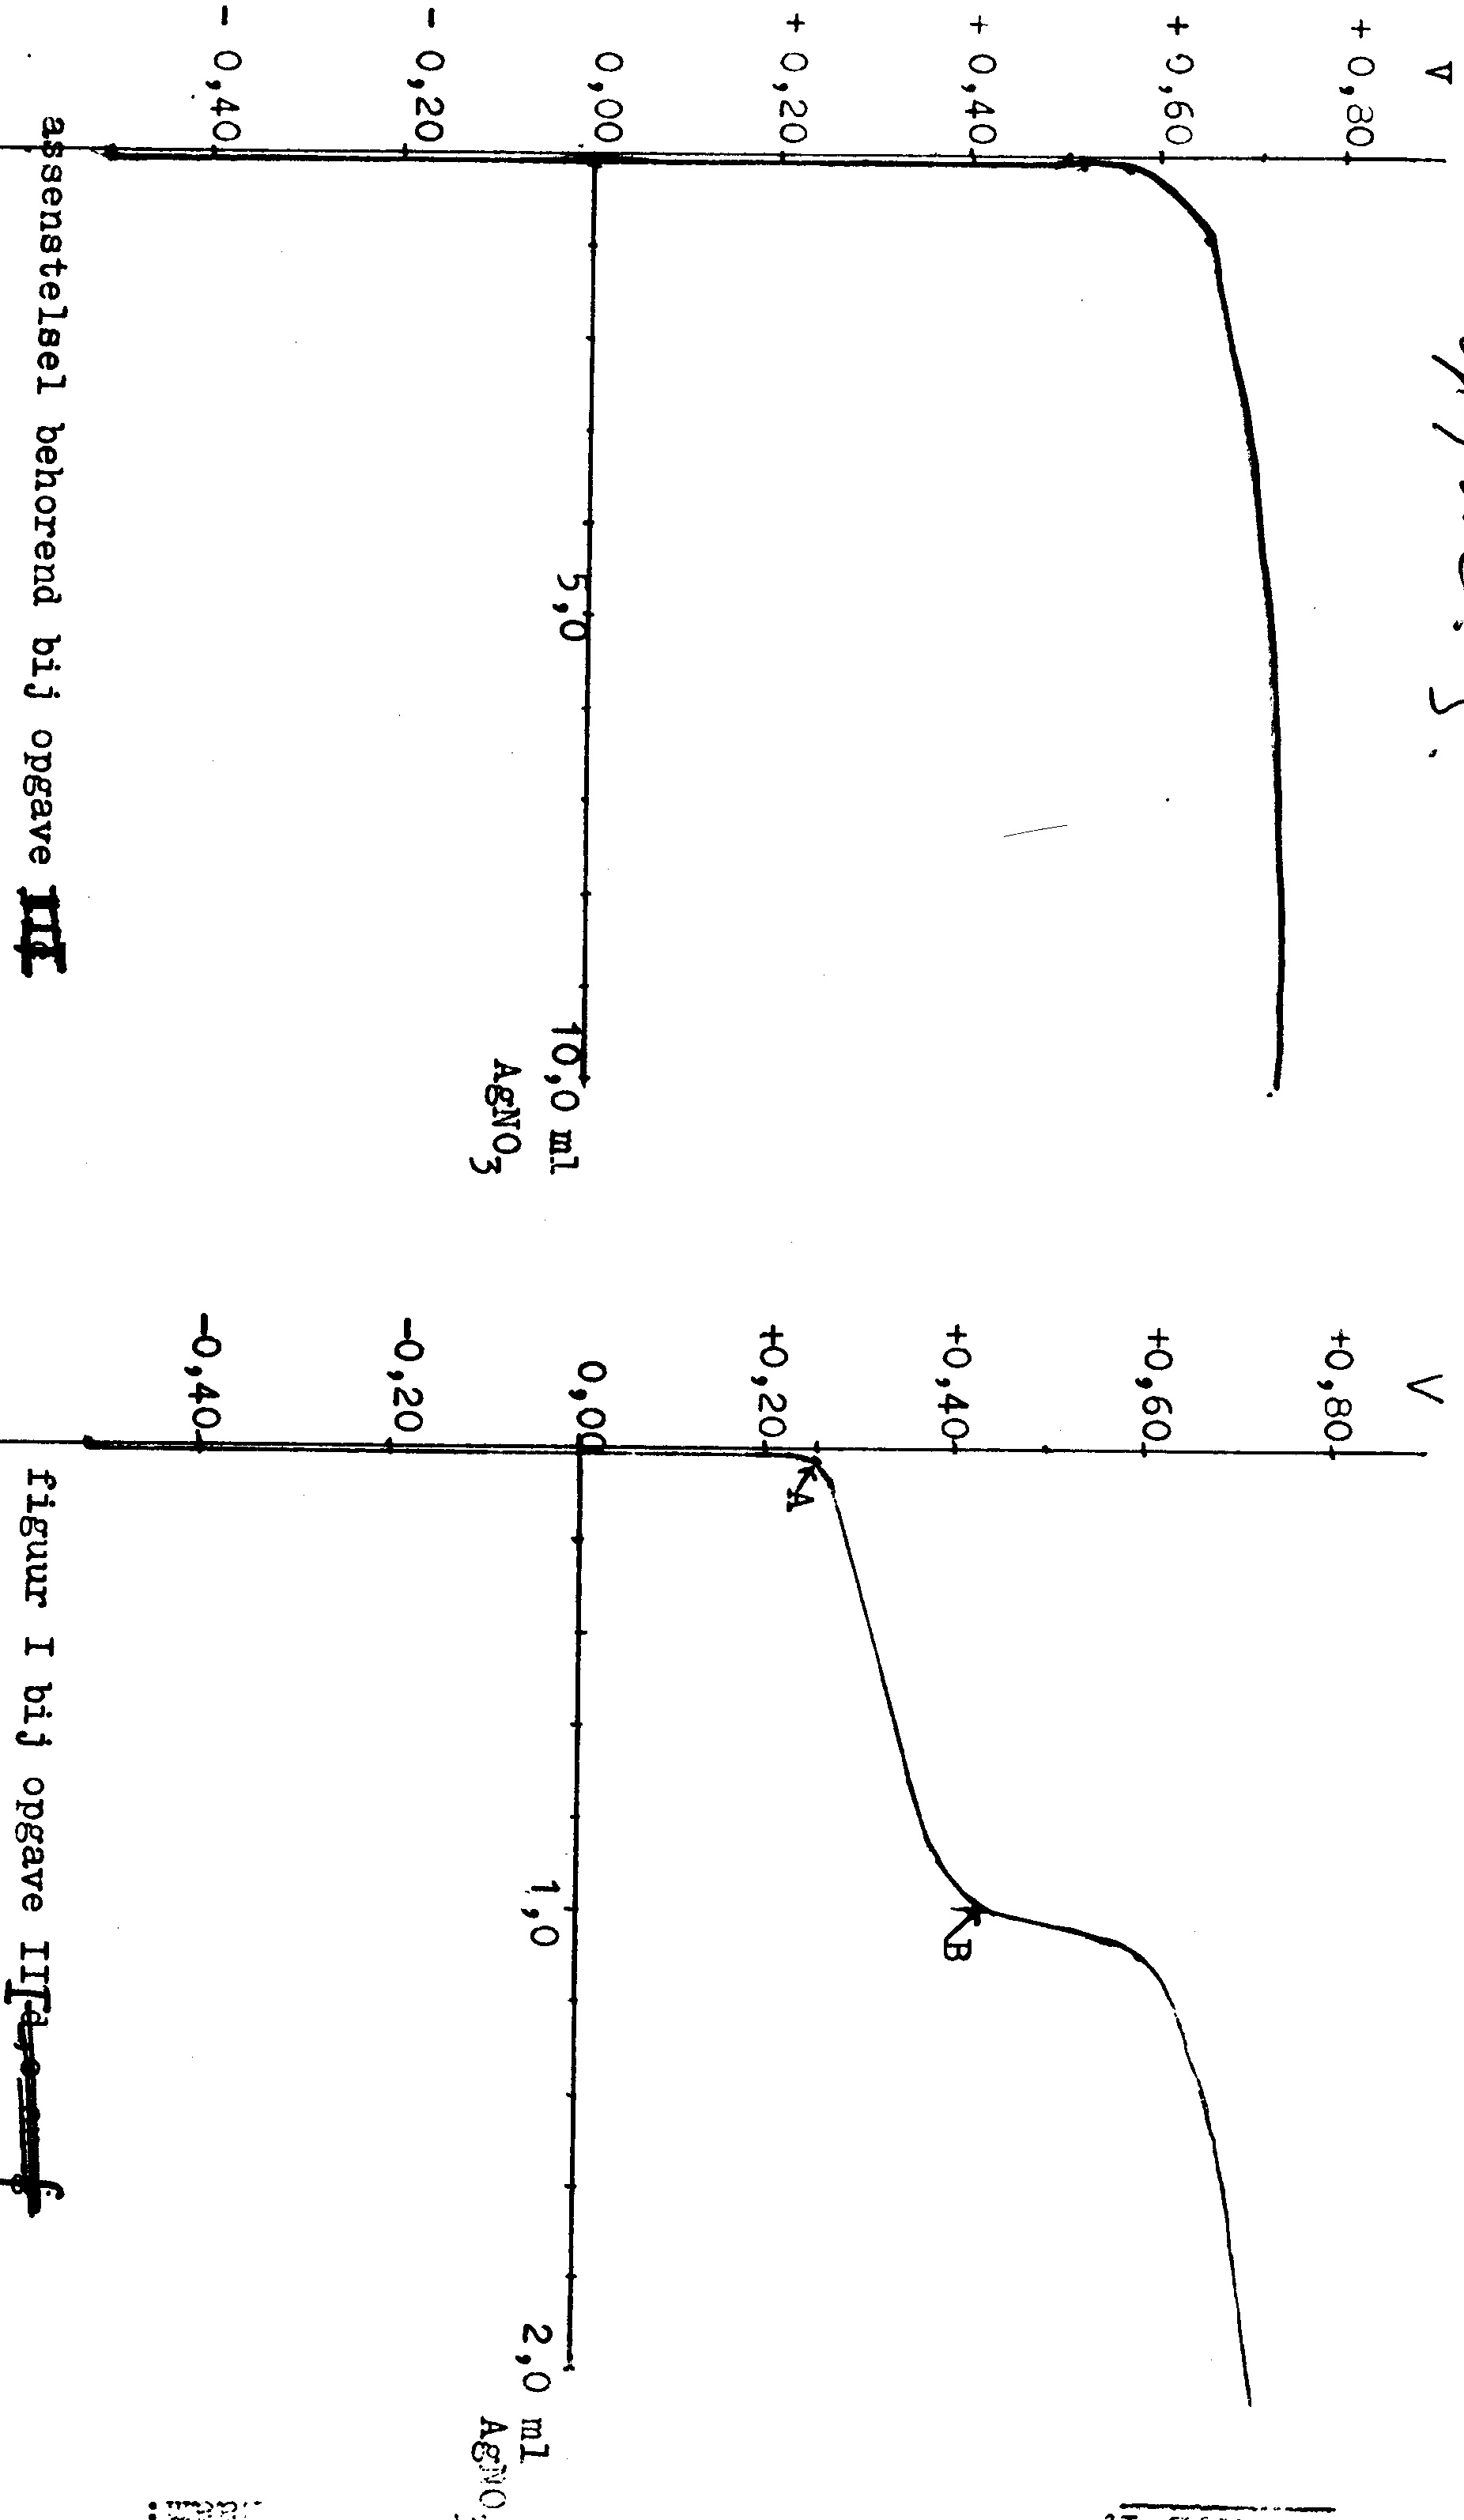 V
+ 0,80
+ 0,60
+ 0,40
+ 0,20
0,00
- 0,20
- 0,40
5,0
10,0 ml
AgNO3
assenstelsel behorend bij opgave III
V
+0,80
+0,60
+0,40
+0,20
0,00
-0,20
-0,40
A
B
1,0
2,0 ml
AgNO
figuur I bij opgave III